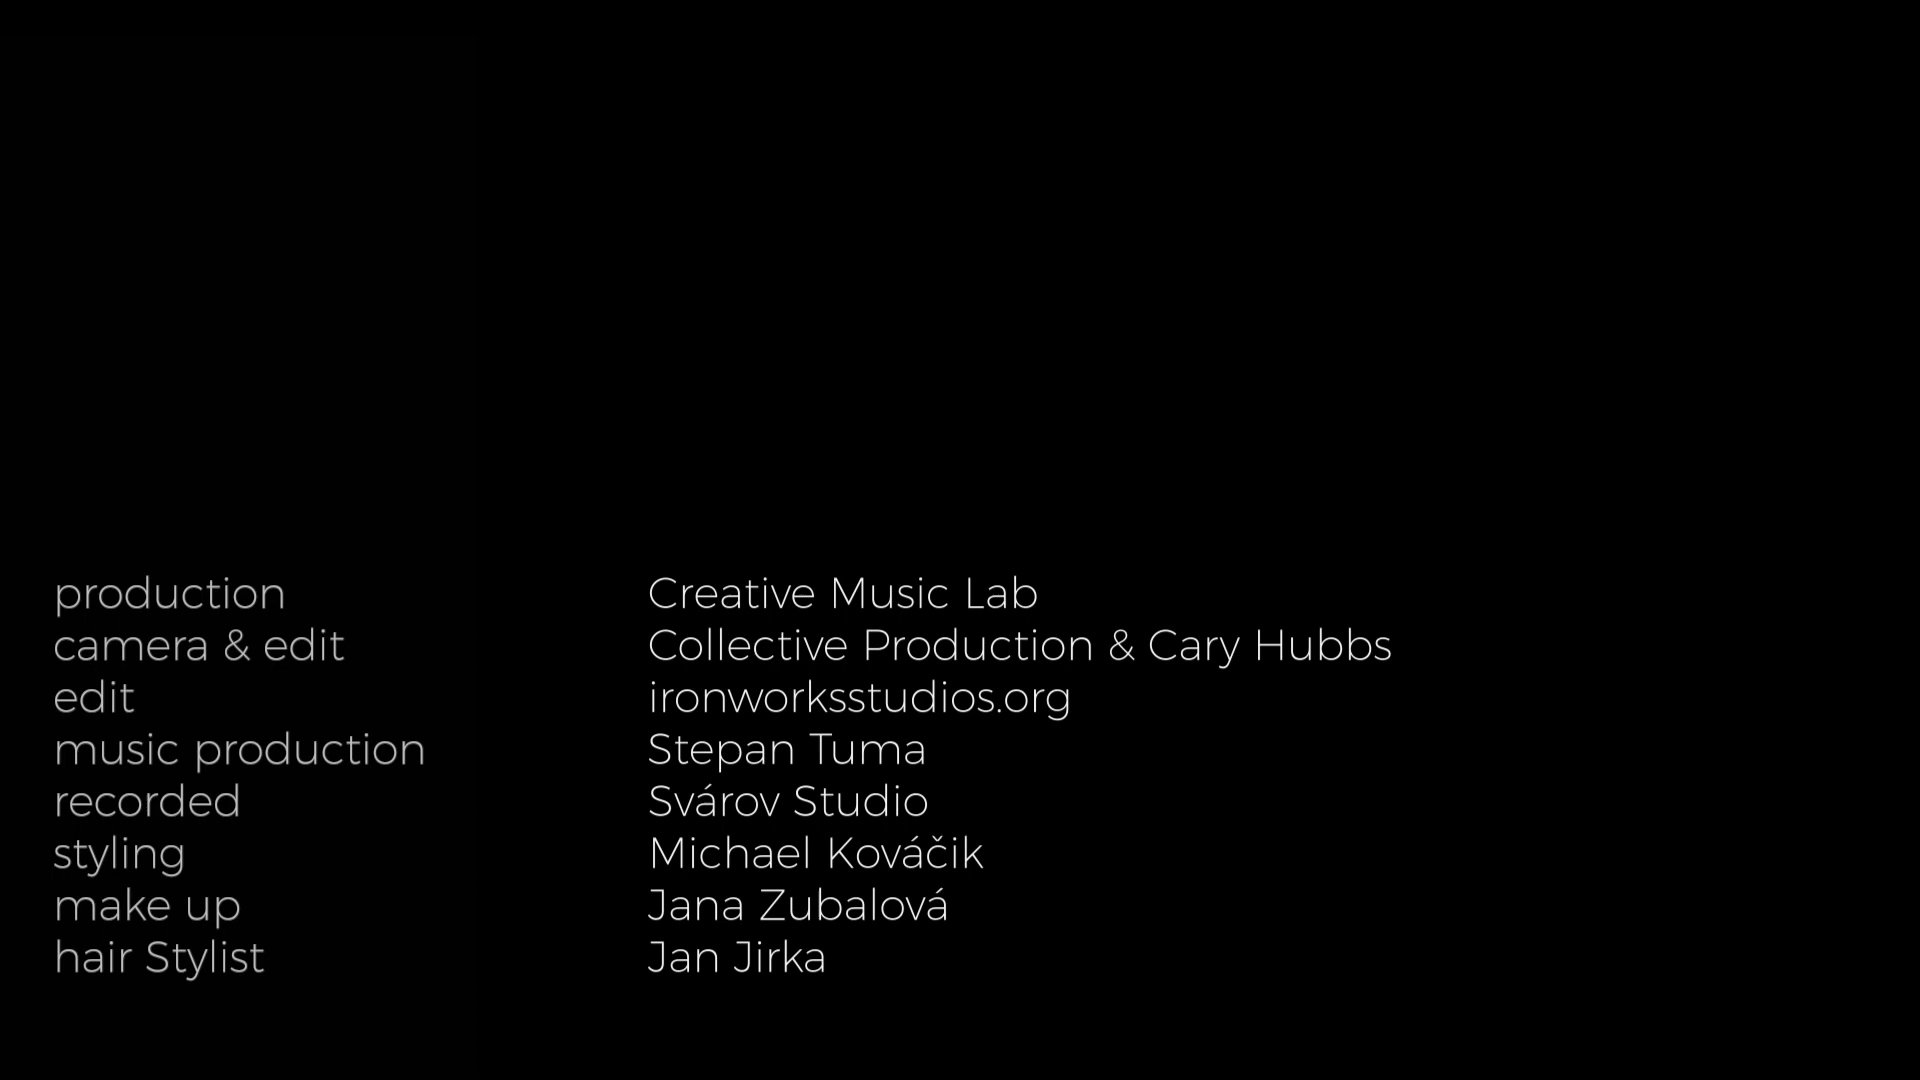 production Creative Music Lab
camera & edit Collective Production & Cary Hubbs
edit ironworksstudios.org
music production Stepan Tuma
recorded Svárov Studio
styling Michael Kováčik
make up Jana Zubalová
hair Stylist Jan Jirka